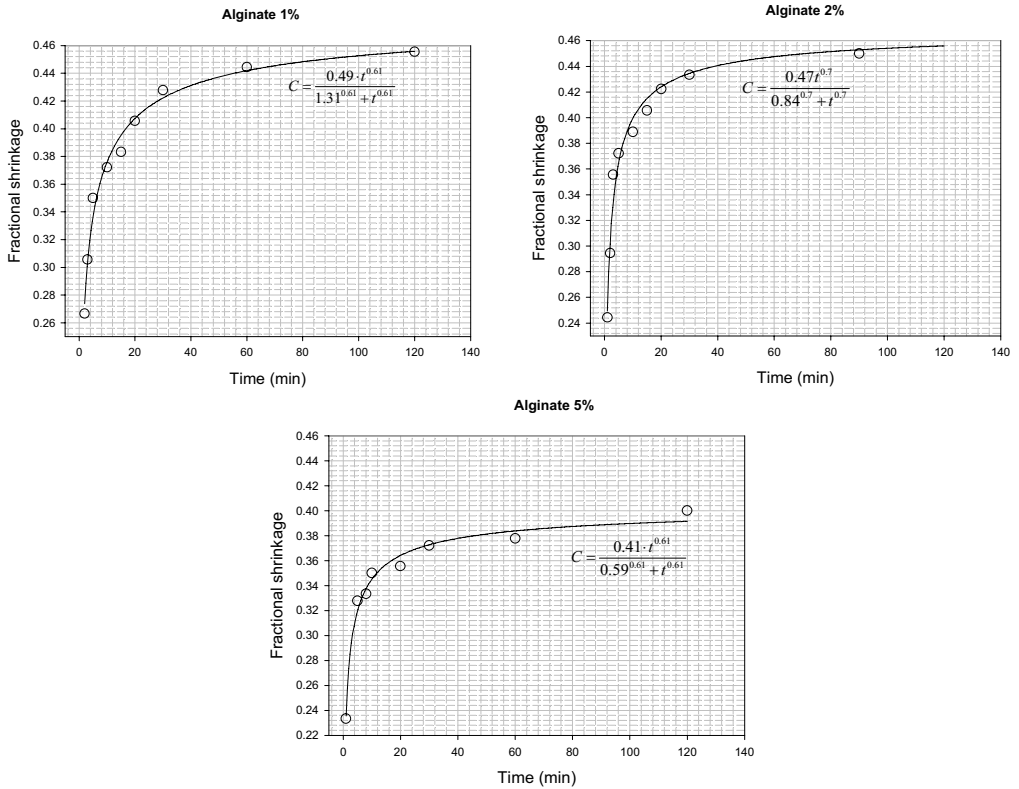 Alginate 1%
0.46
0.44
0.42
0.40
0.38
0.36
0.34
0.32
0.30
0.28
0.26
Fractional shrinkage
C = 0.49 · t^0.61 / 1.31^0.61 + t^0.61
0 20 40 60 80 100 120 140
Time (min)
Alginate 2%
0.46
0.44
0.42
0.40
0.38
0.36
0.34
0.32
0.30
0.28
0.26
0.24
Fractional shrinkage
C = 0.47t^0.7 / 0.84^0.7 + t^0.7
0 20 40 60 80 100 120 140
Time (min)
Alginate 5%
0.46
0.44
0.42
0.40
0.38
0.36
0.34
0.32
0.30
0.28
0.26
0.24
0.22
Fractional shrinkage
C = 0.41 · t^0.61 / 0.59^0.61 + t^0.61
0 20 40 60 80 100 120 140
Time (min)